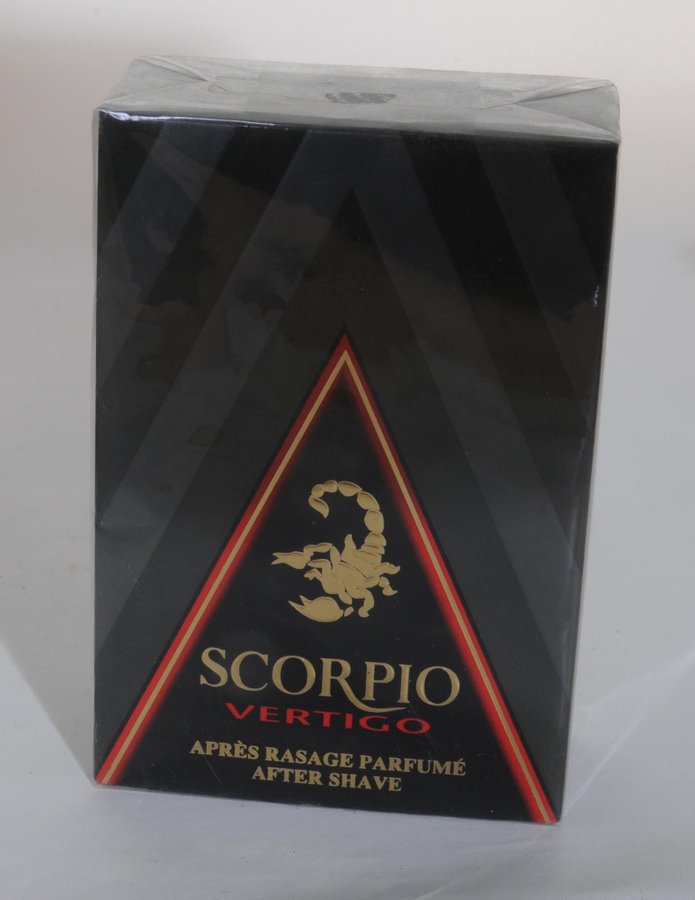 SCORPIO
VERTIGO
APRÈS RASAGE PARFUMÉ
AFTER SHAVE